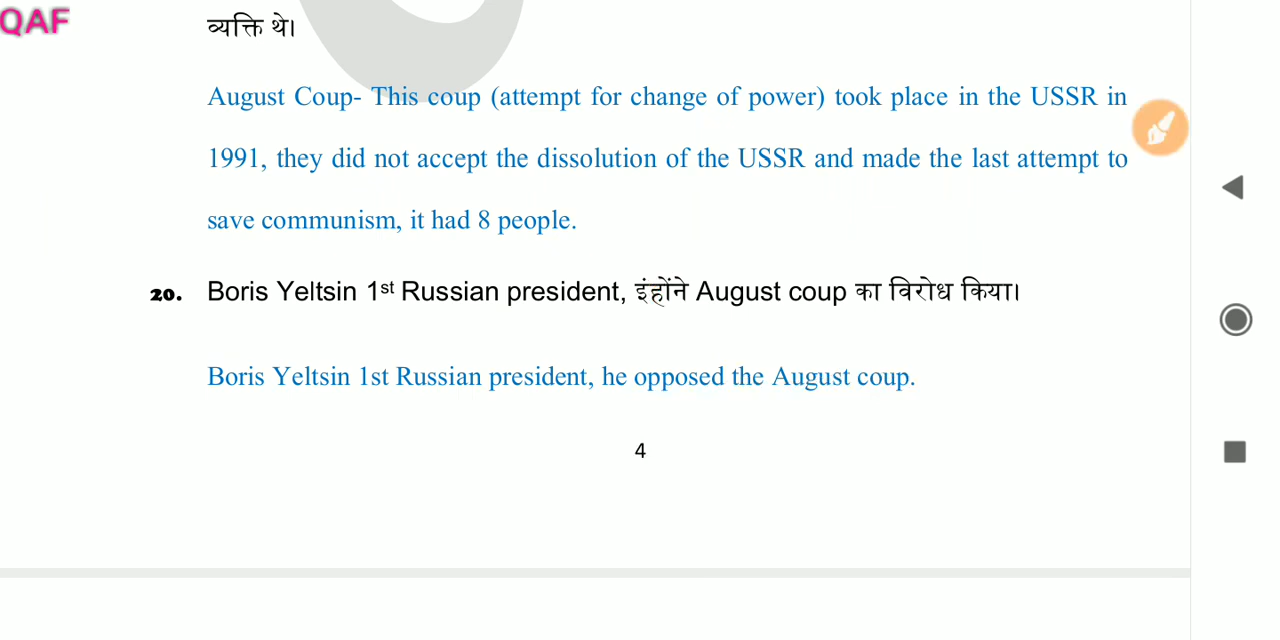 QAF
व्यक्ति थे।
August Coup- This coup (attempt for change of power) took place in the USSR in
1991, they did not accept the dissolution of the USSR and made the last attempt to
save communism, it had 8 people.
20. Boris Yeltsin 1st Russian president, इंहोंने August coup का विरोध किया।
Boris Yeltsin 1st Russian president, he opposed the August coup.
4